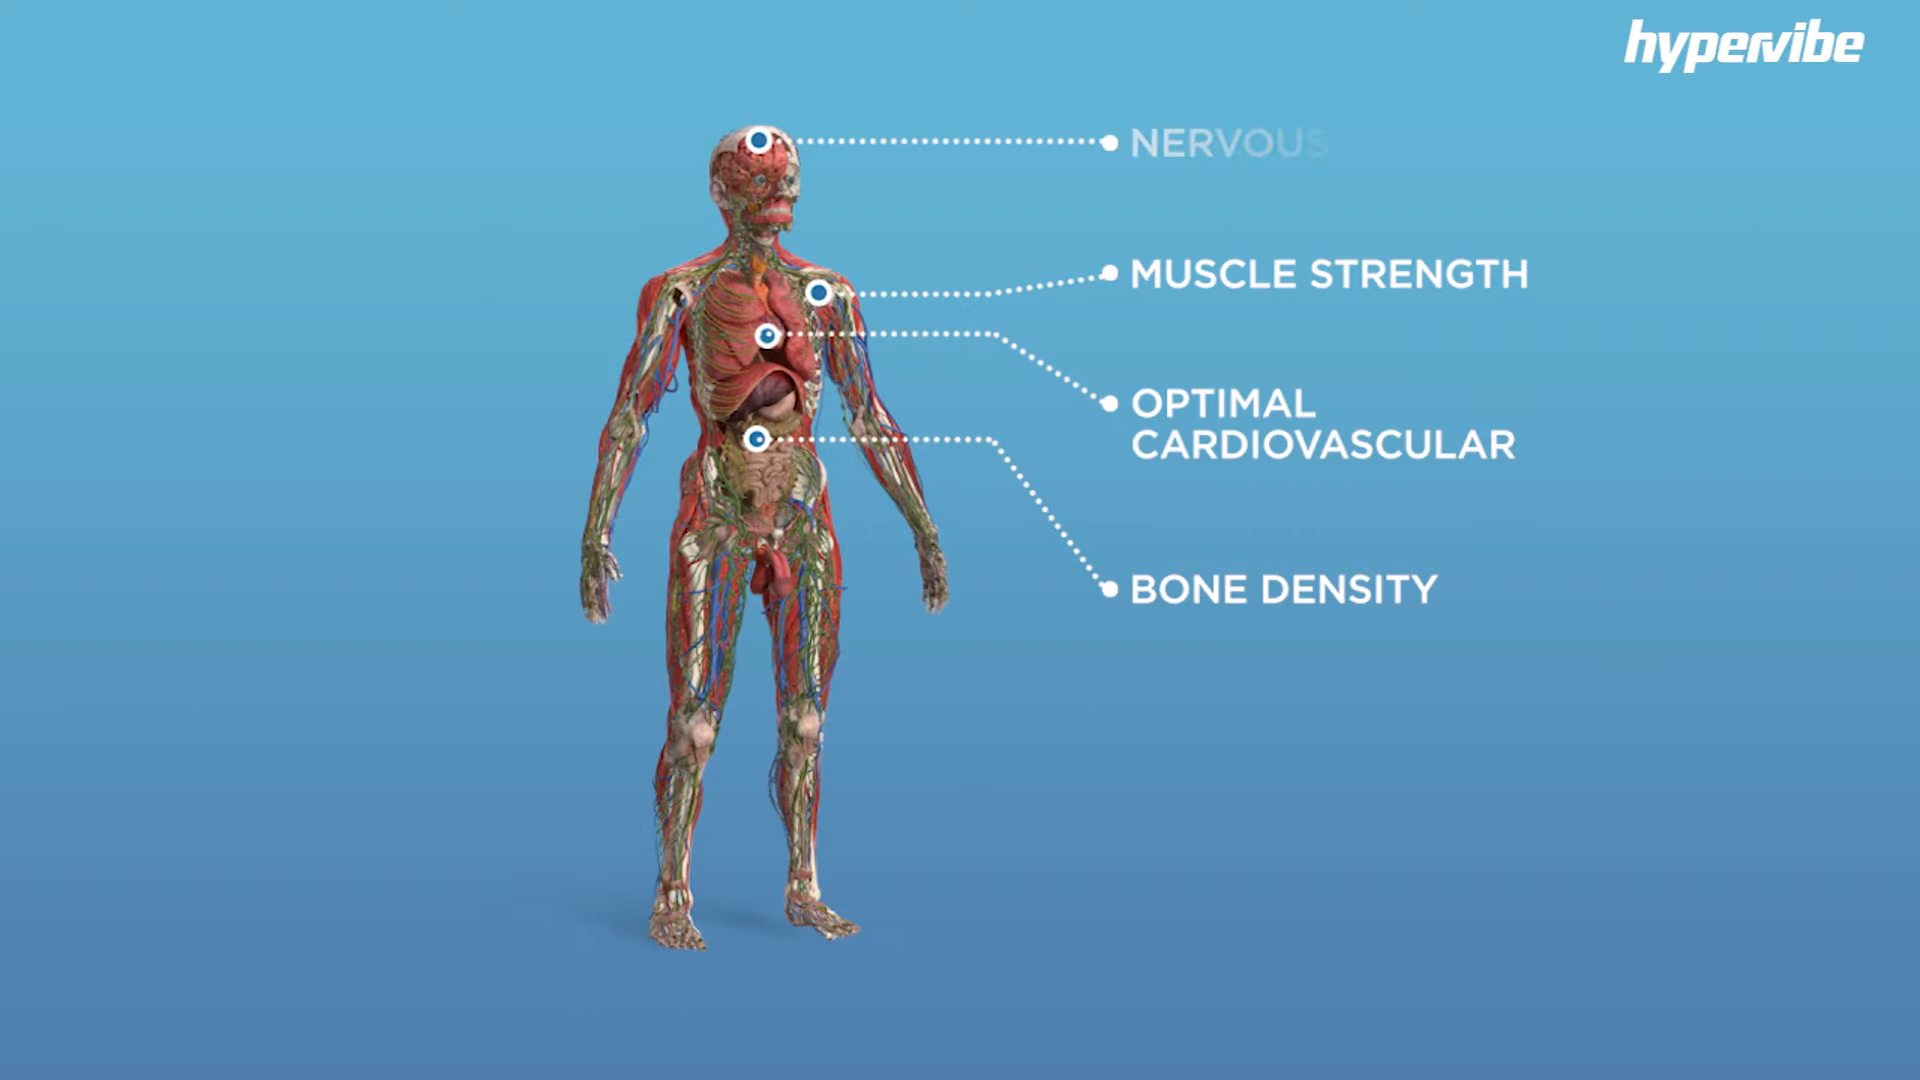 hypervibe
NERVOUS
MUSCLE STRENGTH
OPTIMAL
CARDIOVASCULAR
BONE DENSITY